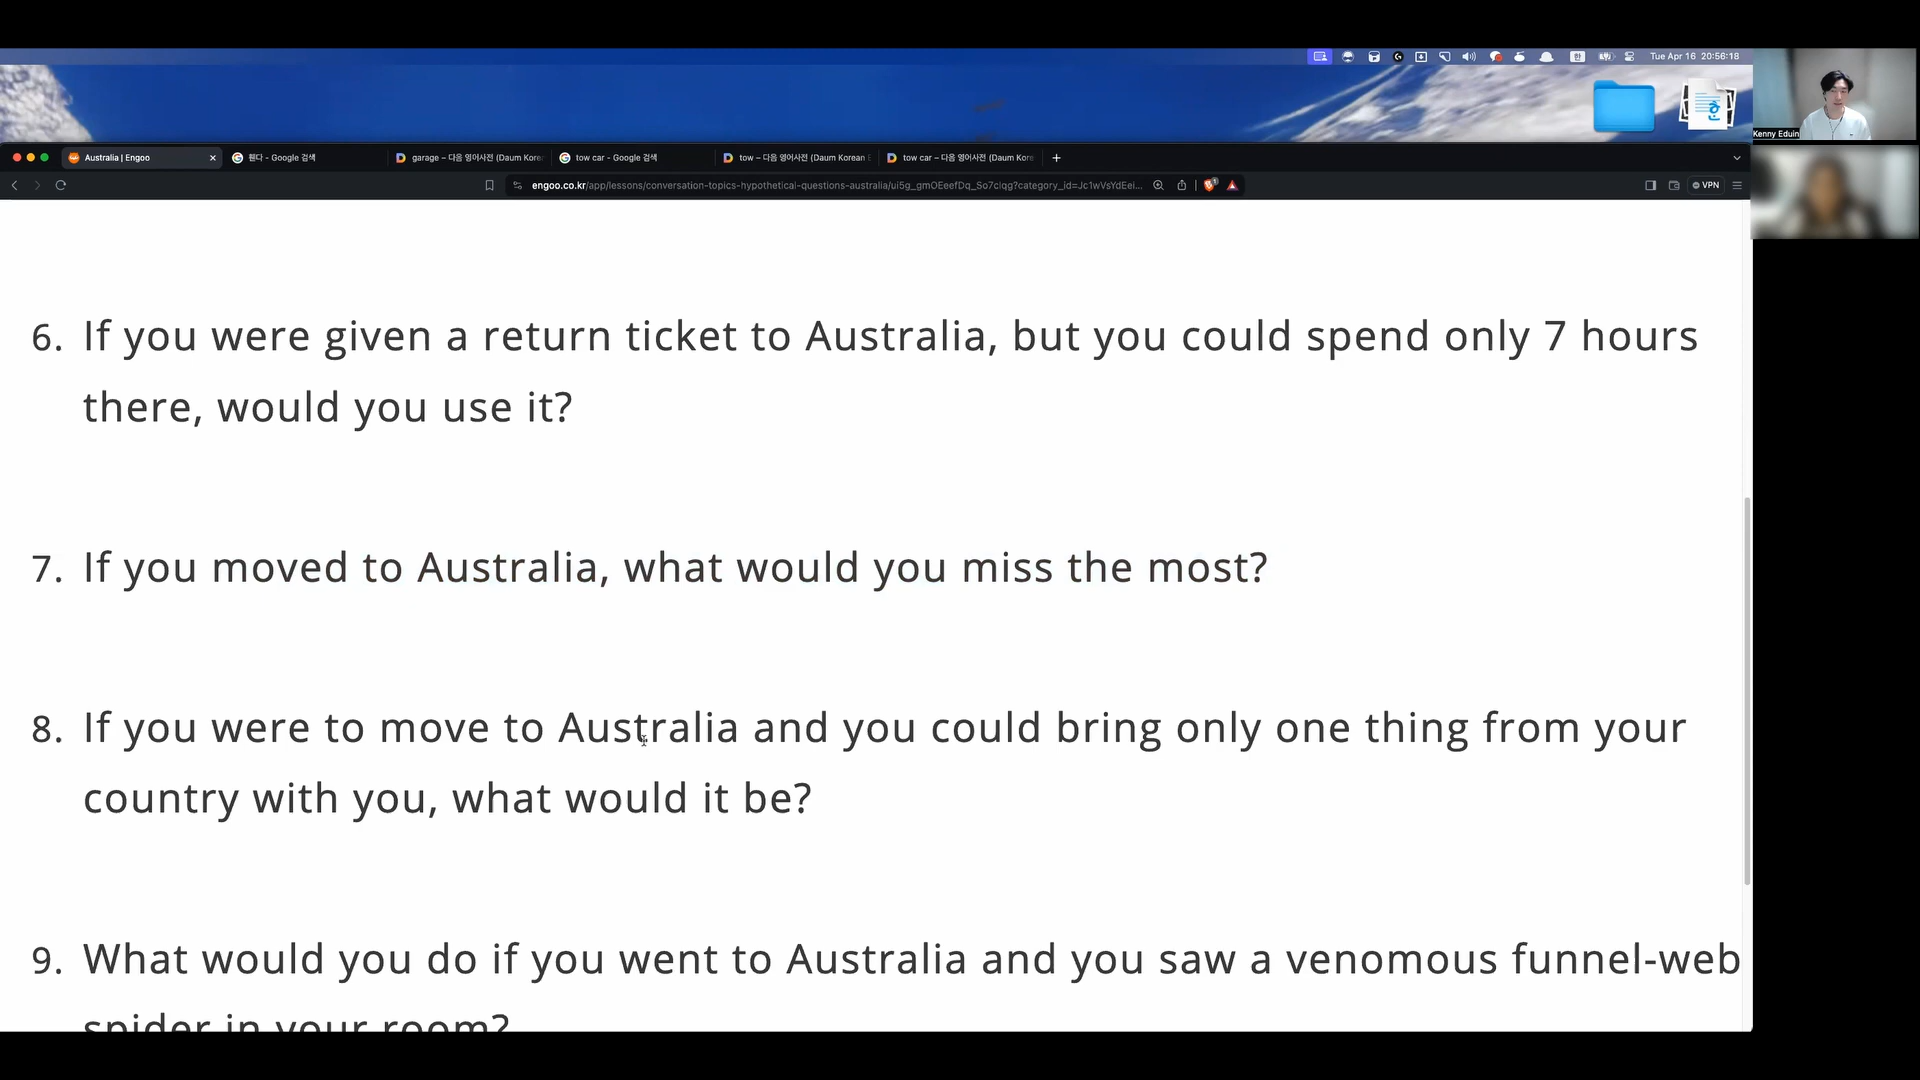 Tue Apr 16 20:56:18
Kenny Eduin
Australia | Engoo
휀다 - Google 검색
garage – 다음 영어사전 (Daum Kore
tow car - Google 검색
tow – 다음 영어사전 (Daum Korean
tow car – 다음 영어사전 (Daum Kore
engoo.co.kr/app/lessons/conversation-topics-hypothetical-questions-australia/ui5g_gmOEeefDq_So7clqg?category_id=Jc1wVsYdEei...
VPN
6. If you were given a return ticket to Australia, but you could spend only 7 hours
there, would you use it?
7. If you moved to Australia, what would you miss the most?
8. If you were to move to Australia and you could bring only one thing from your
country with you, what would it be?
9. What would you do if you went to Australia and you saw a venomous funnel-web
spider in your room?